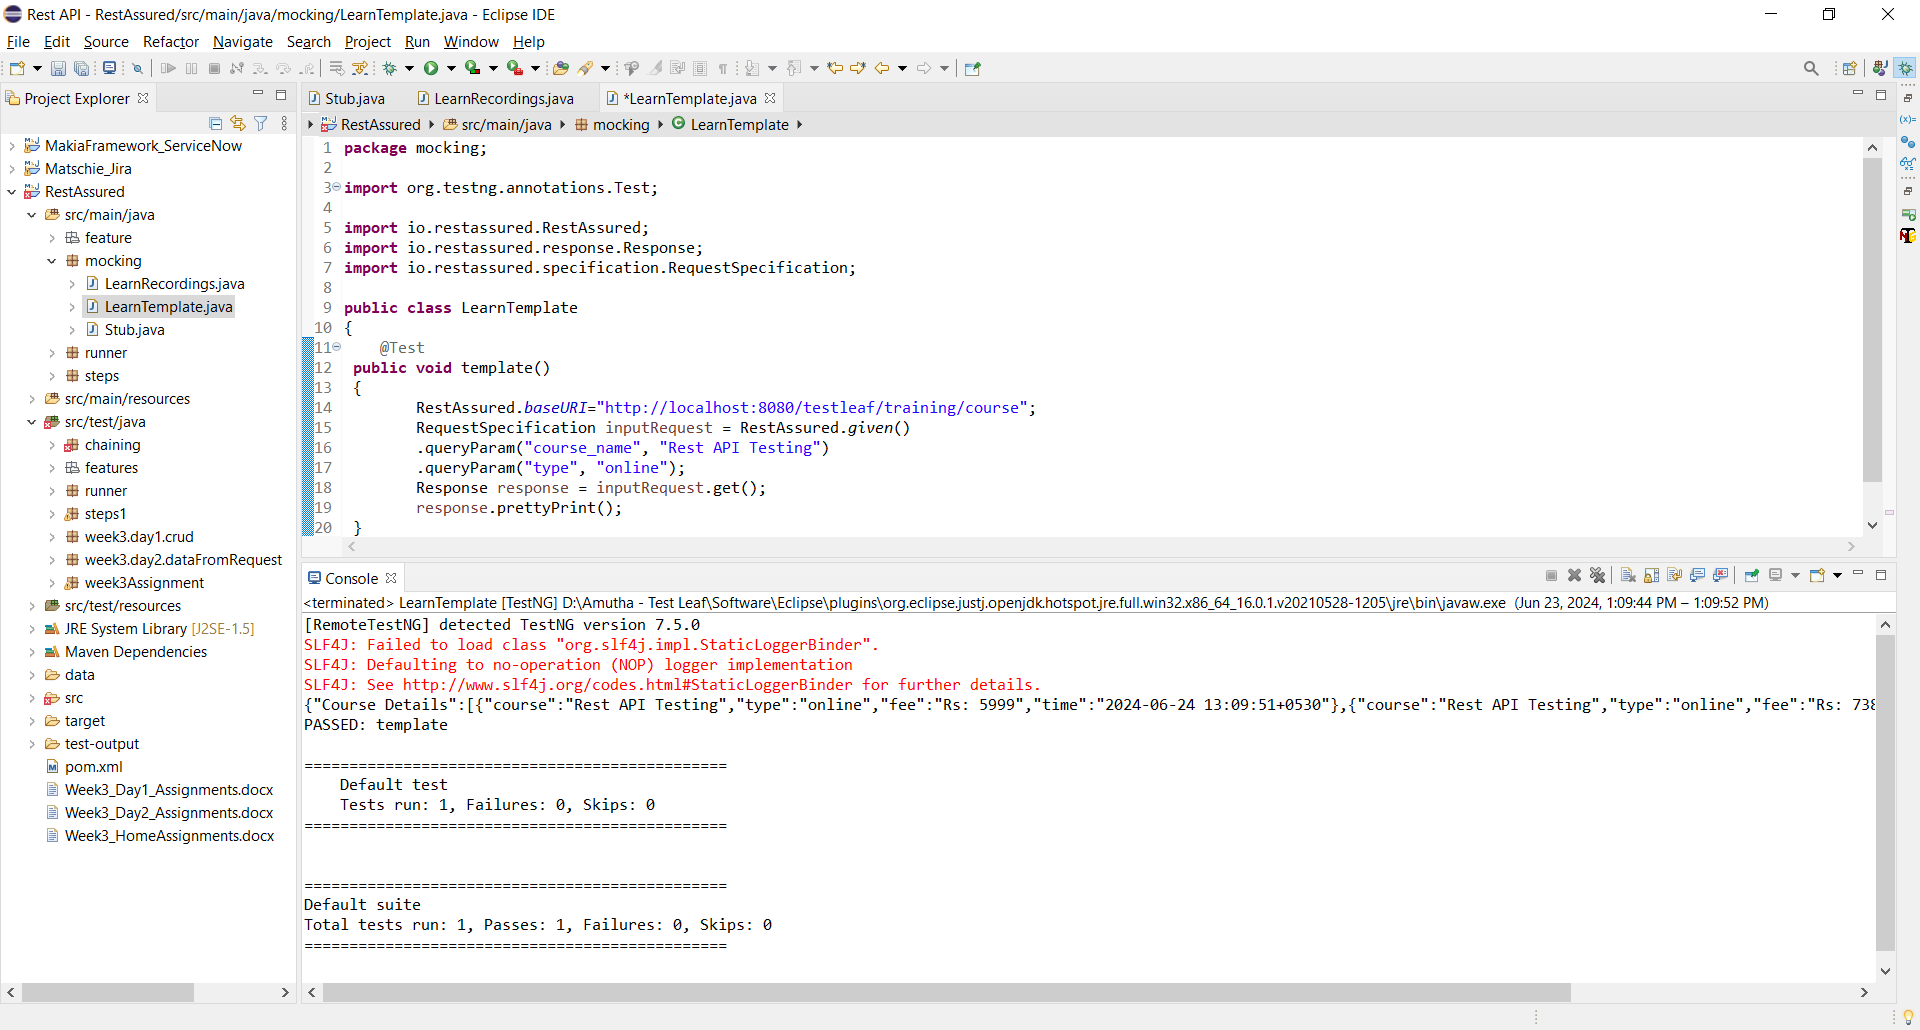 Rest API - RestAssured/src/main/java/mocking/LearnTemplate.java - Eclipse IDE
File Edit Source Refactor Navigate Search Project Run Window Help
Project Explorer
MakiaFramework_ServiceNow
Matschie_Jira
RestAssured
src/main/java
feature
mocking
LearnRecordings.java
LearnTemplate.java
Stub.java
runner
steps
src/main/resources
src/test/java
chaining
features
runner
steps1
week3.day1.crud
week3.day2.dataFromRequest
week3Assignment
src/test/resources
JRE System Library [J2SE-1.5]
Maven Dependencies
data
src
target
test-output
pom.xml
Week3_Day1_Assignments.docx
Week3_Day2_Assignments.docx
Week3_HomeAssignments.docx
Stub.java LearnRecordings.java *LearnTemplate.java
RestAssured src/main/java mocking LearnTemplate
1 package mocking;
2
3 import org.testng.annotations.Test;
4
5 import io.restassured.RestAssured;
6 import io.restassured.response.Response;
7 import io.restassured.specification.RequestSpecification;
8
9 public class LearnTemplate
10 {
11 @Test
12 public void template()
13 {
14 RestAssured.baseURI="http://localhost:8080/testleaf/training/course";
15 RequestSpecification inputRequest = RestAssured.given()
16 .queryParam("course_name", "Rest API Testing")
17 .queryParam("type", "online");
18 Response response = inputRequest.get();
19 response.prettyPrint();
20 }
Console
<terminated> LearnTemplate [TestNG] D:\Amutha - Test Leaf\Software\Eclipse\plugins\org.eclipse.justj.openjdk.hotspot.jre.full.win32.x86_64_16.0.1.v20210528-1205\jre\bin\javaw.exe (Jun 23, 2024, 1:09:44 PM – 1:09:52 PM)
[RemoteTestNG] detected TestNG version 7.5.0
SLF4J: Failed to load class "org.slf4j.impl.StaticLoggerBinder".
SLF4J: Defaulting to no-operation (NOP) logger implementation
SLF4J: See http://www.slf4j.org/codes.html#StaticLoggerBinder for further details.
{"Course Details":[{"course":"Rest API Testing","type":"online","fee":"Rs: 5999","time":"2024-06-24 13:09:51+0530"},{"course":"Rest API Testing","type":"online","fee":"Rs: 738
PASSED: template
===============================================
Default test
Tests run: 1, Failures: 0, Skips: 0
===============================================
===============================================
Default suite
Total tests run: 1, Passes: 1, Failures: 0, Skips: 0
===============================================